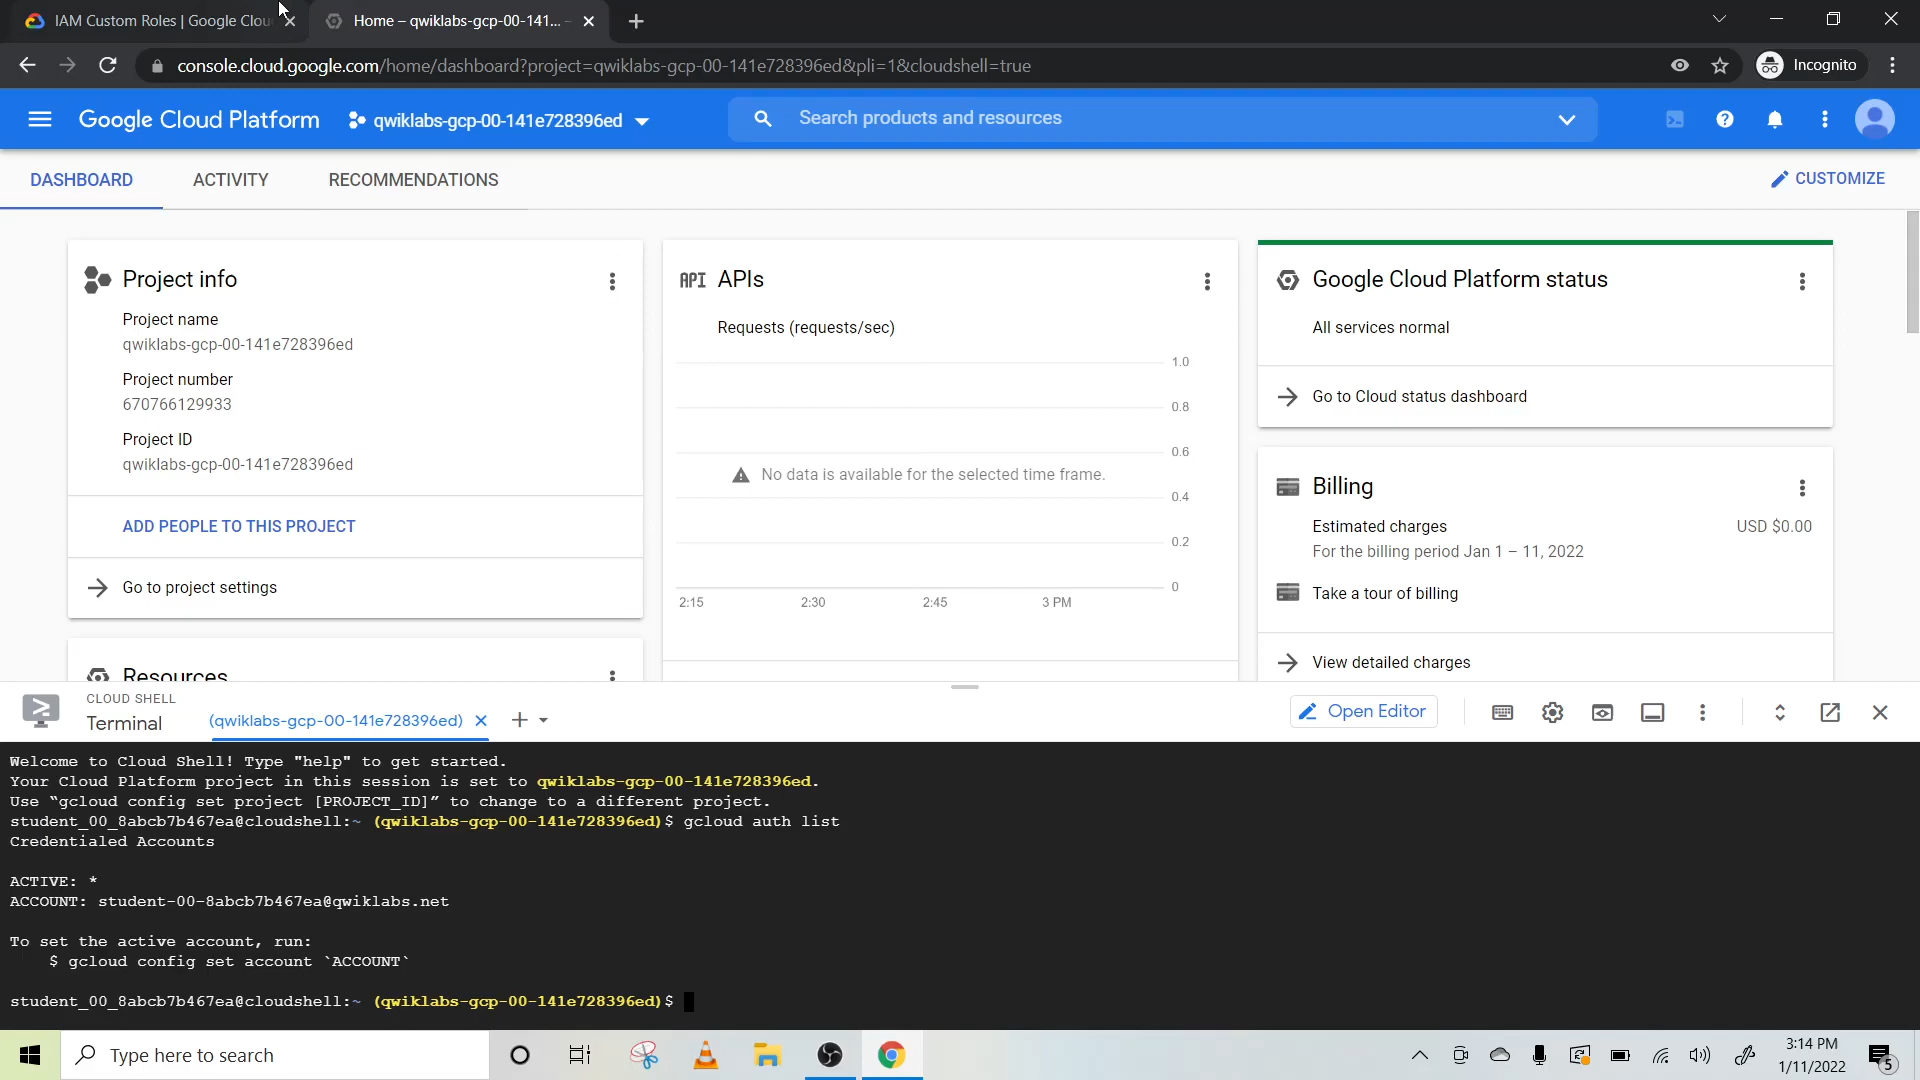 IAM Custom Roles | Google Clou
Home – qwiklabs-gcp-00-141...
console.cloud.google.com/home/dashboard?project=qwiklabs-gcp-00-141e728396ed&pli=1&cloudshell=true
Incognito
Google Cloud Platform
qwiklabs-gcp-00-141e728396ed
Search products and resources
DASHBOARD
ACTIVITY
RECOMMENDATIONS
CUSTOMIZE
Project info
Project name
qwiklabs-gcp-00-141e728396ed
Project number
670766129933
Project ID
qwiklabs-gcp-00-141e728396ed
ADD PEOPLE TO THIS PROJECT
Go to project settings
Resources
API APIs
Requests (requests/sec)
1.0
0.8
0.6
No data is available for the selected time frame.
0.4
0.2
0
2:15 2:30 2:45 3 PM
Google Cloud Platform status
All services normal
Go to Cloud status dashboard
Billing
Estimated charges USD $0.00
For the billing period Jan 1 – 11, 2022
Take a tour of billing
View detailed charges
CLOUD SHELL
Terminal
(qwiklabs-gcp-00-141e728396ed)
Open Editor
Welcome to Cloud Shell! Type "help" to get started.
Your Cloud Platform project in this session is set to qwiklabs-gcp-00-141e728396ed.
Use “gcloud config set project [PROJECT_ID]” to change to a different project.
student_00_8abcb7b467ea@cloudshell:~ (qwiklabs-gcp-00-141e728396ed)$ gcloud auth list
Credentialed Accounts
ACTIVE: *
ACCOUNT: student-00-8abcb7b467ea@qwiklabs.net
To set the active account, run:
$ gcloud config set account `ACCOUNT`
student_00_8abcb7b467ea@cloudshell:~ (qwiklabs-gcp-00-141e728396ed)$
Type here to search
3:14 PM
1/11/2022
5